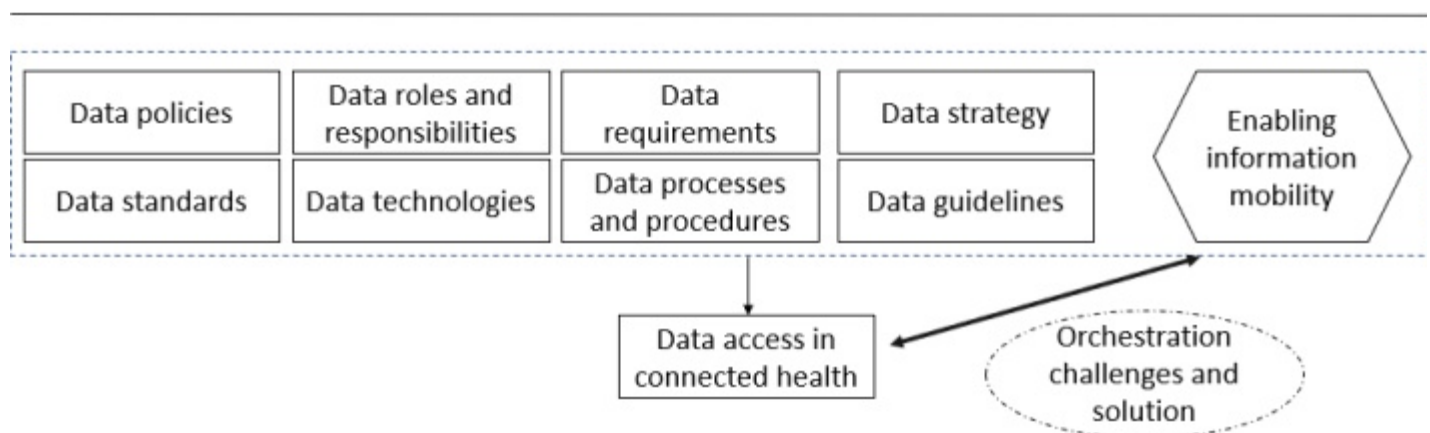 Data policies
Data roles and
responsibilities
Data
requirements
Data strategy
Enabling
information
mobility
Data standards
Data technologies
Data processes
and procedures
Data guidelines
Data access in
connected health
Orchestration
challenges and
solution